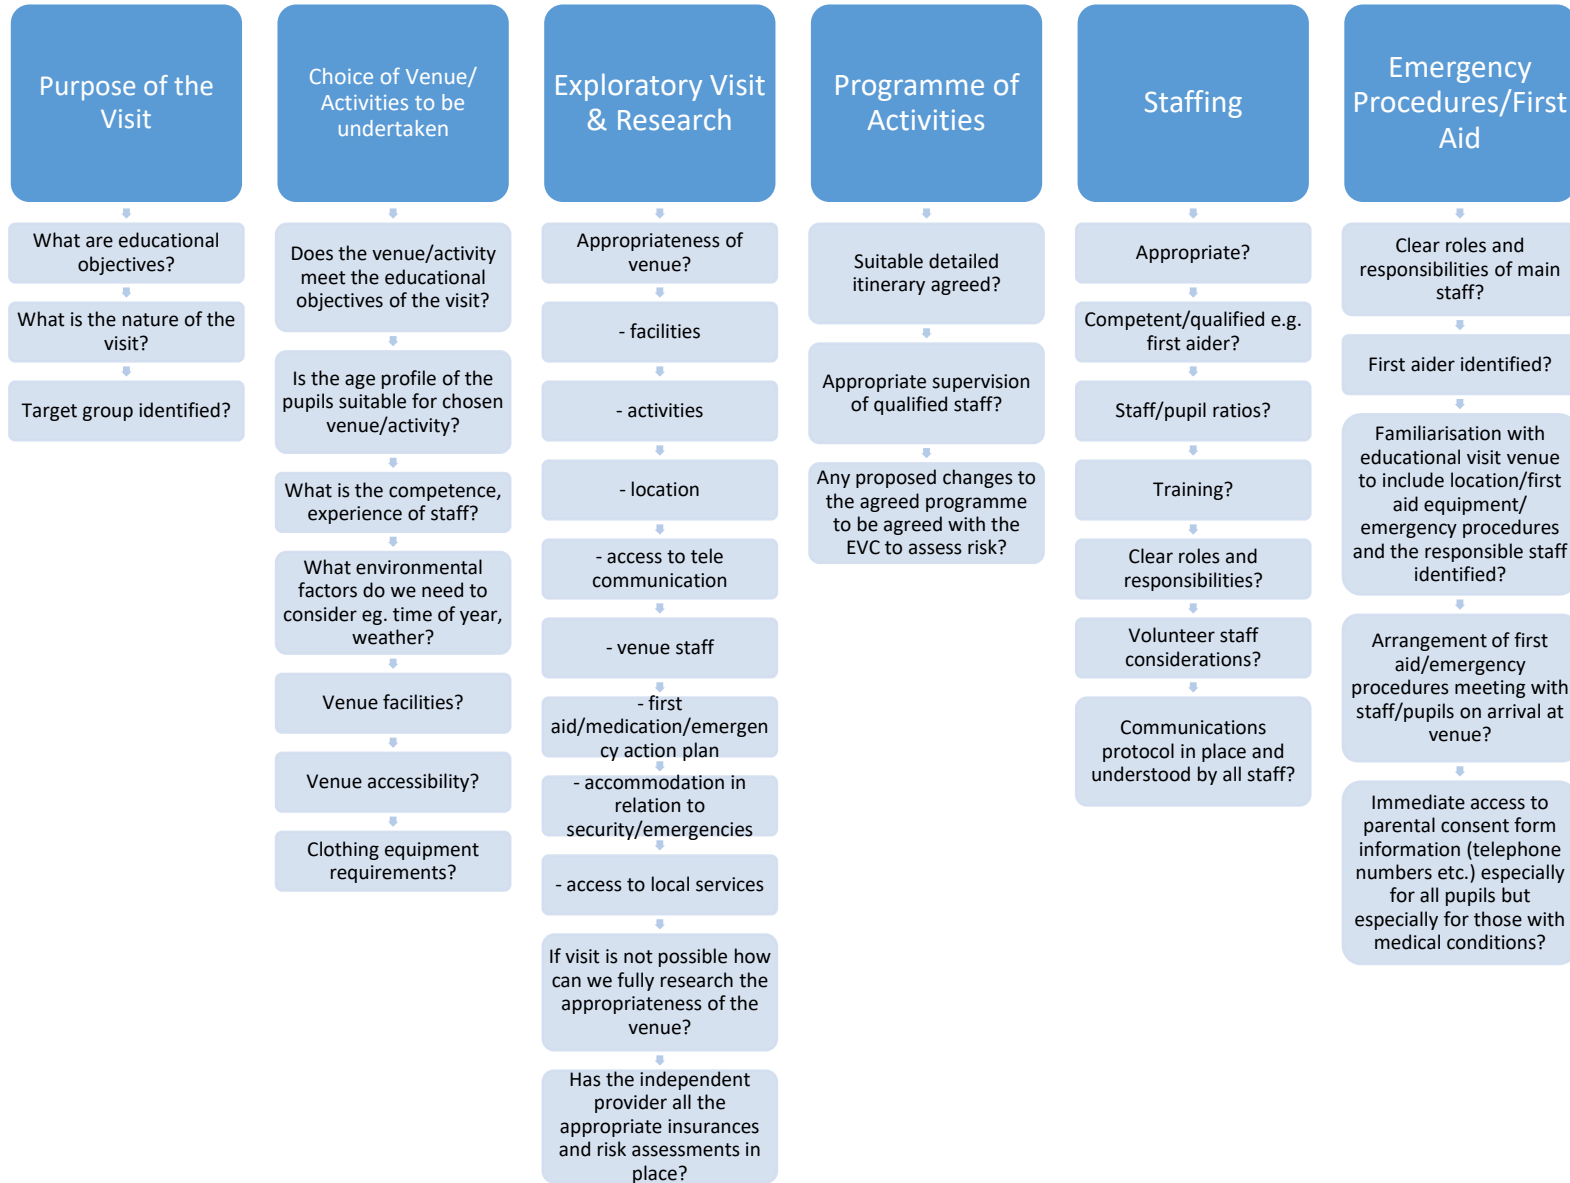 Purpose of the
Visit
What are educational
objectives?
What is the nature of the
visit?
Target group identified?
Choice of Venue/
Activities to be
undertaken
Does the venue/activity
meet the educational
objectives of the visit?
Is the age profile of the
pupils suitable for chosen
venue/activity?
What is the competence,
experience of staff?
What environmental
factors do we need to
consider eg. time of year,
weather?
Venue facilities?
Venue accessibility?
Clothing equipment
requirements?
Exploratory Visit
& Research
Appropriateness of
venue?
- facilities
- activities
- location
- access to tele
communication
- venue staff
- first
aid/medication/emergen
cy action plan
- accommodation in
relation to
security/emergencies
- access to local services
If visit is not possible how
can we fully research the
appropriateness of the
venue?
Has the independent
provider all the
appropriate insurances
and risk assessments in
place?
Programme of
Activities
Suitable detailed
itinerary agreed?
Appropriate supervision
of qualified staff?
Any proposed changes to
the agreed programme
to be agreed with the
EVC to assess risk?
Staffing
Appropriate?
Competent/qualified e.g.
first aider?
Staff/pupil ratios?
Training?
Clear roles and
responsibilities?
Volunteer staff
considerations?
Communications
protocol in place and
understood by all staff?
Emergency
Procedures/First
Aid
Clear roles and
responsibilities of main
staff?
First aider identified?
Familiarisation with
educational visit venue
to include location/first
aid equipment/
emergency procedures
and the responsible staff
identified?
Arrangement of first
aid/emergency
procedures meeting with
staff/pupils on arrival at
venue?
Immediate access to
parental consent form
information (telephone
numbers etc.) especially
for all pupils but
especially for those with
medical conditions?